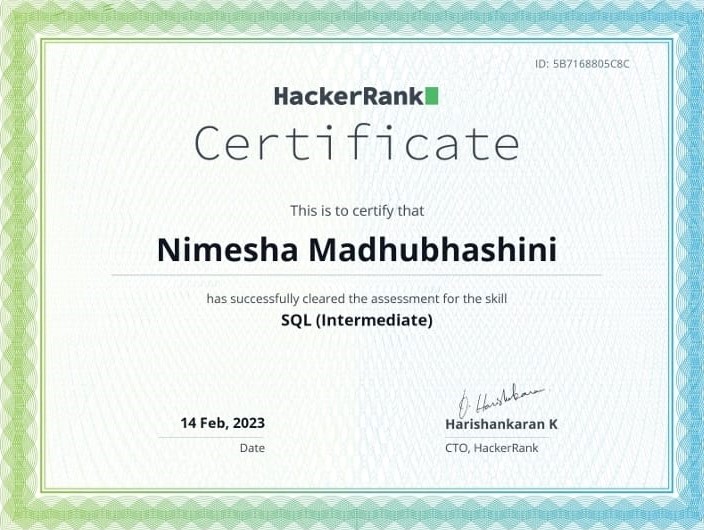 ID: 5B7168805C8C
HackerRank
Certificate
This is to certify that
Nimesha Madhubhashini
has successfully cleared the assessment for the skill
SQL (Intermediate)
14 Feb, 2023
Date
Harishankaran K
CTO, HackerRank